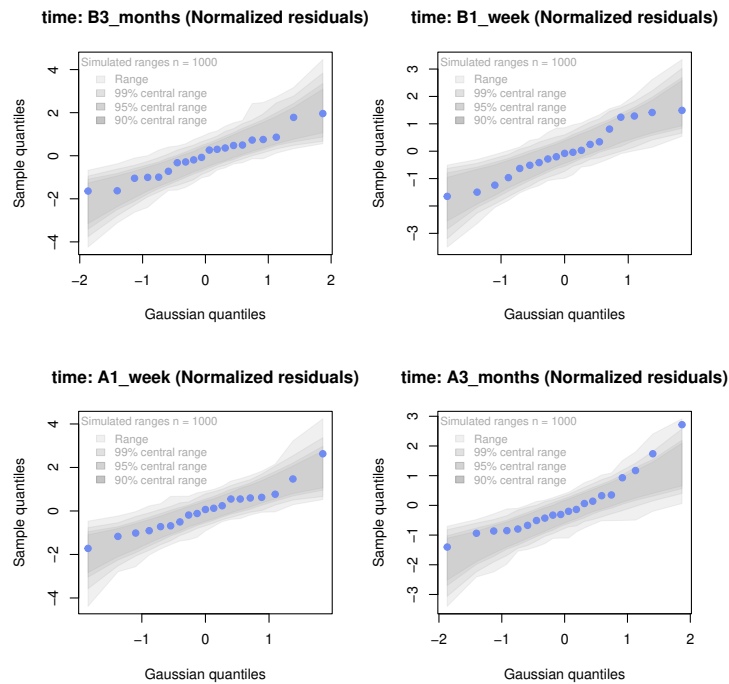 time: B3_months (Normalized residuals)
Simulated ranges n = 1000
Range
99% central range
95% central range
90% central range
Sample quantiles
4
2
0
−2
−4
−2
−1
0
1
2
Gaussian quantiles
time: B1_week (Normalized residuals)
Simulated ranges n = 1000
Range
99% central range
95% central range
90% central range
Sample quantiles
3
2
1
0
−1
−3
−1
0
1
Gaussian quantiles
time: A1_week (Normalized residuals)
Simulated ranges n = 1000
Range
99% central range
95% central range
90% central range
Sample quantiles
4
2
0
−2
−4
−1
0
1
Gaussian quantiles
time: A3_months (Normalized residuals)
Simulated ranges n = 1000
Range
99% central range
95% central range
90% central range
Sample quantiles
3
2
1
0
−1
−2
−3
−2
−1
0
1
2
Gaussian quantiles